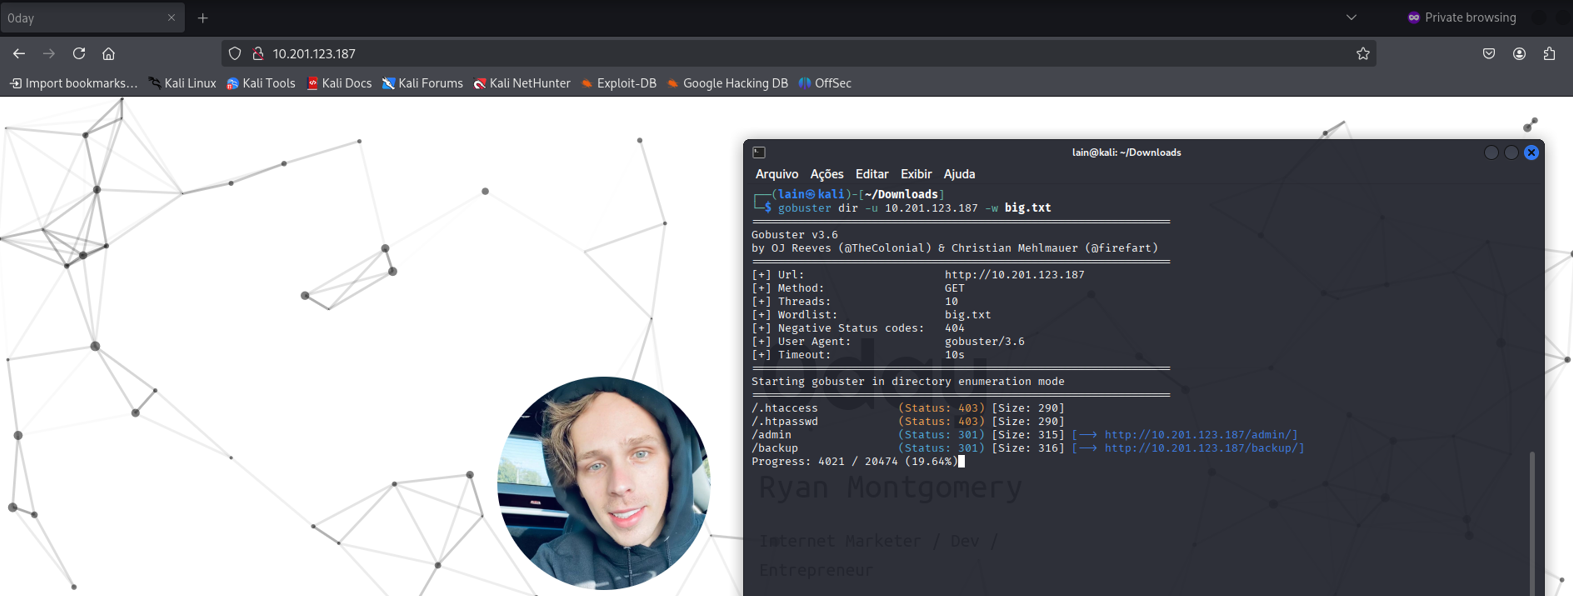 0day
Private browsing
10.201.123.187
Import bookmarks...
Kali Linux
Kali Tools
Kali Docs
Kali Forums
Kali NetHunter
Exploit-DB
Google Hacking DB
OffSec
lain@kali: ~/Downloads
Arquivo Ações Editar Exibir Ajuda
┌──(lain㉿kali)-[~/Downloads]
└─$ gobuster dir -u 10.201.123.187 -w big.txt
===============================================================
Gobuster v3.6
by OJ Reeves (@TheColonial) & Christian Mehlmauer (@firefart)
===============================================================
[+] Url: http://10.201.123.187
[+] Method: GET
[+] Threads: 10
[+] Wordlist: big.txt
[+] Negative Status codes: 404
[+] User Agent: gobuster/3.6
[+] Timeout: 10s
===============================================================
Starting gobuster in directory enumeration mode
===============================================================
/.htaccess (Status: 403) [Size: 290]
/.htpasswd (Status: 403) [Size: 290]
/admin (Status: 301) [Size: 315] [--> http://10.201.123.187/admin/]
/backup (Status: 301) [Size: 316] [--> http://10.201.123.187/backup/]
Progress: 4021 / 20474 (19.64%)
0day
Ryan Montgomery
Internet Marketer / Dev /
Entrepreneur